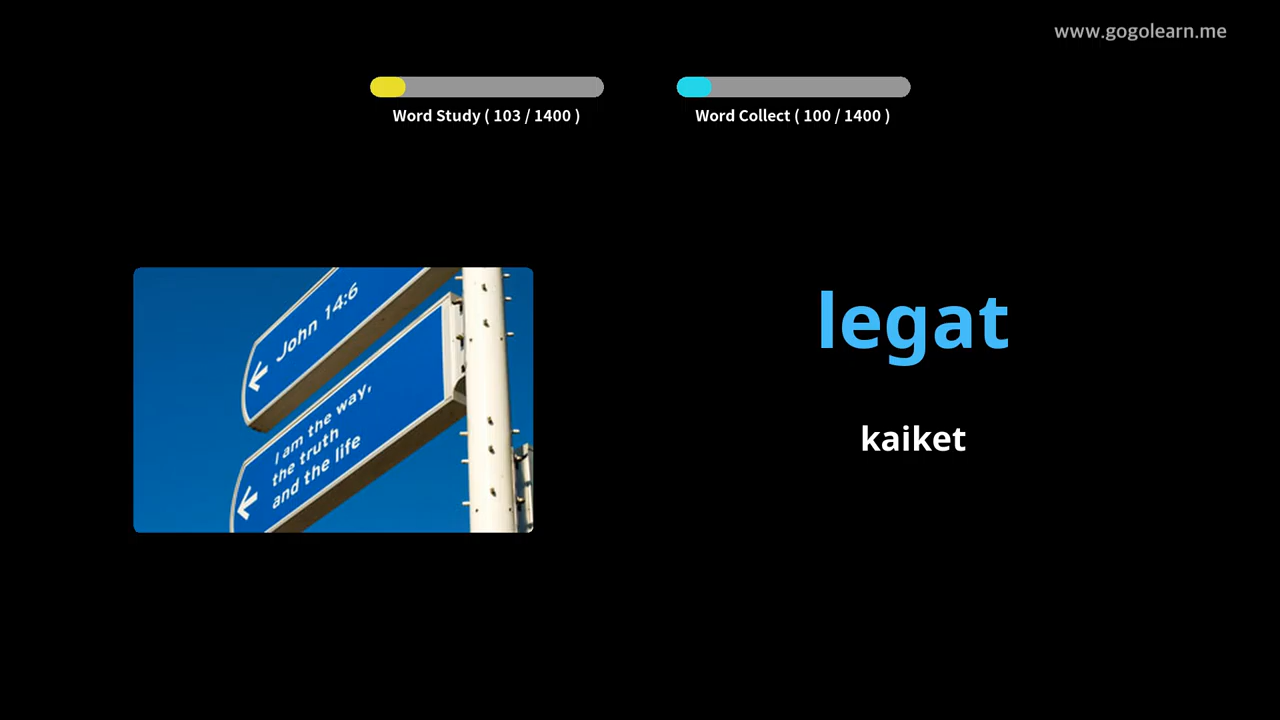 www.gogolearn.me
Word Study ( 103 / 1400 )
Word Collect ( 100 / 1400 )
John 14:6
I am the way,
the truth
and the life
legat
kaiket